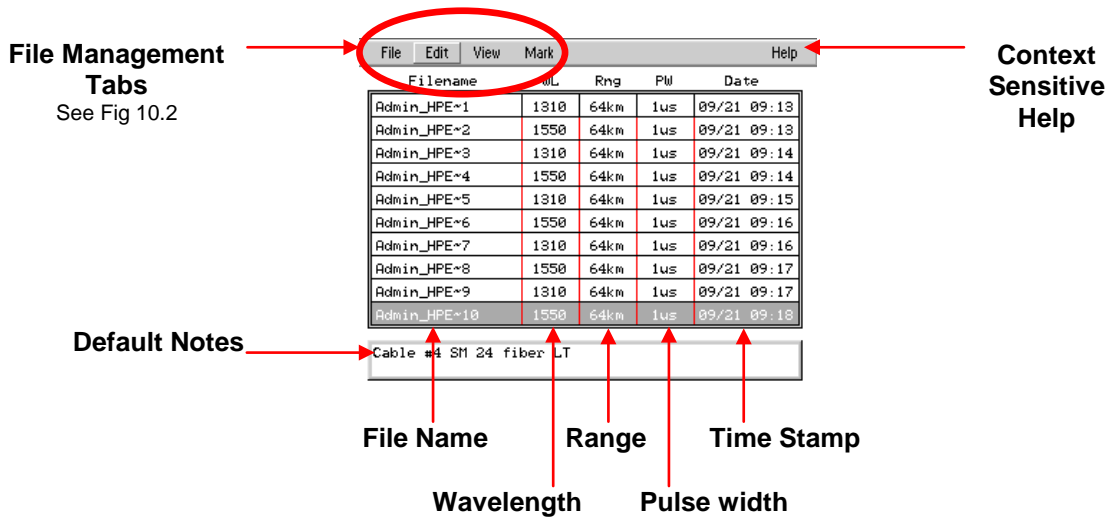 File Management
Tabs
See Fig 10.2
File Edit View Mark Help
Context
Sensitive
Help
Filename WL Rng PW Date
Admin_HPE~1 1310 64km 1us 09/21 09:13
Admin_HPE~2 1550 64km 1us 09/21 09:13
Admin_HPE~3 1310 64km 1us 09/21 09:14
Admin_HPE~4 1550 64km 1us 09/21 09:14
Admin_HPE~5 1310 64km 1us 09/21 09:15
Admin_HPE~6 1550 64km 1us 09/21 09:16
Admin_HPE~7 1310 64km 1us 09/21 09:16
Admin_HPE~8 1550 64km 1us 09/21 09:17
Admin_HPE~9 1310 64km 1us 09/21 09:17
Admin_HPE~10 1550 64km 1us 09/21 09:18
Default Notes
Cable #4 SM 24 fiber LT
File Name Range Time Stamp
Wavelength Pulse width